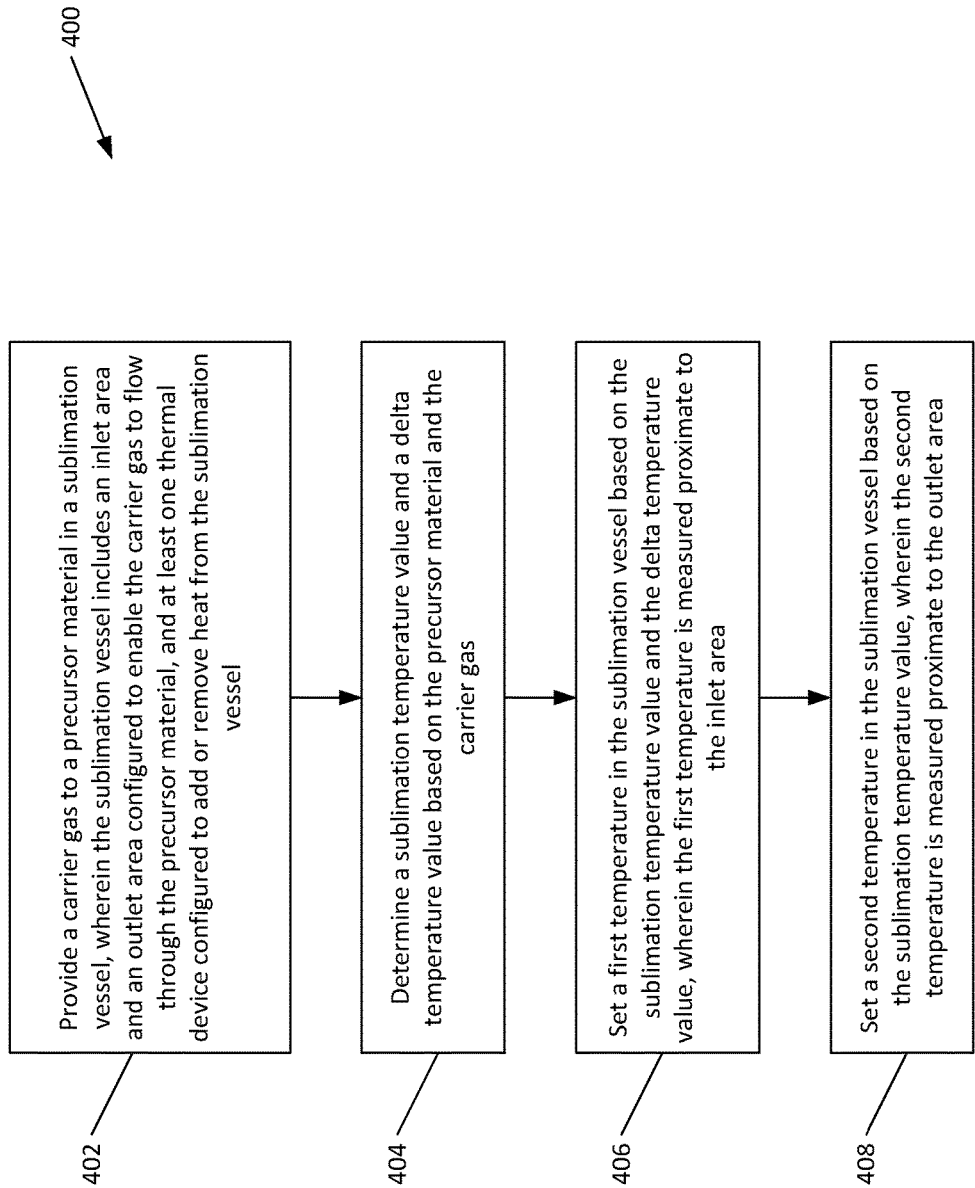 400
402
Provide a carrier gas to a precursor material in a sublimation
vessel, wherein the sublimation vessel includes an inlet area
and an outlet area configured to enable the carrier gas to flow
through the precursor material, and at least one thermal
device configured to add or remove heat from the sublimation
vessel
404
Determine a sublimation temperature value and a delta
temperature value based on the precursor material and the
carrier gas
406
Set a first temperature in the sublimation vessel based on the
sublimation temperature value and the delta temperature
value, wherein the first temperature is measured proximate to
the inlet area
408
Set a second temperature in the sublimation vessel based on
the sublimation temperature value, wherein the second
temperature is measured proximate to the outlet area